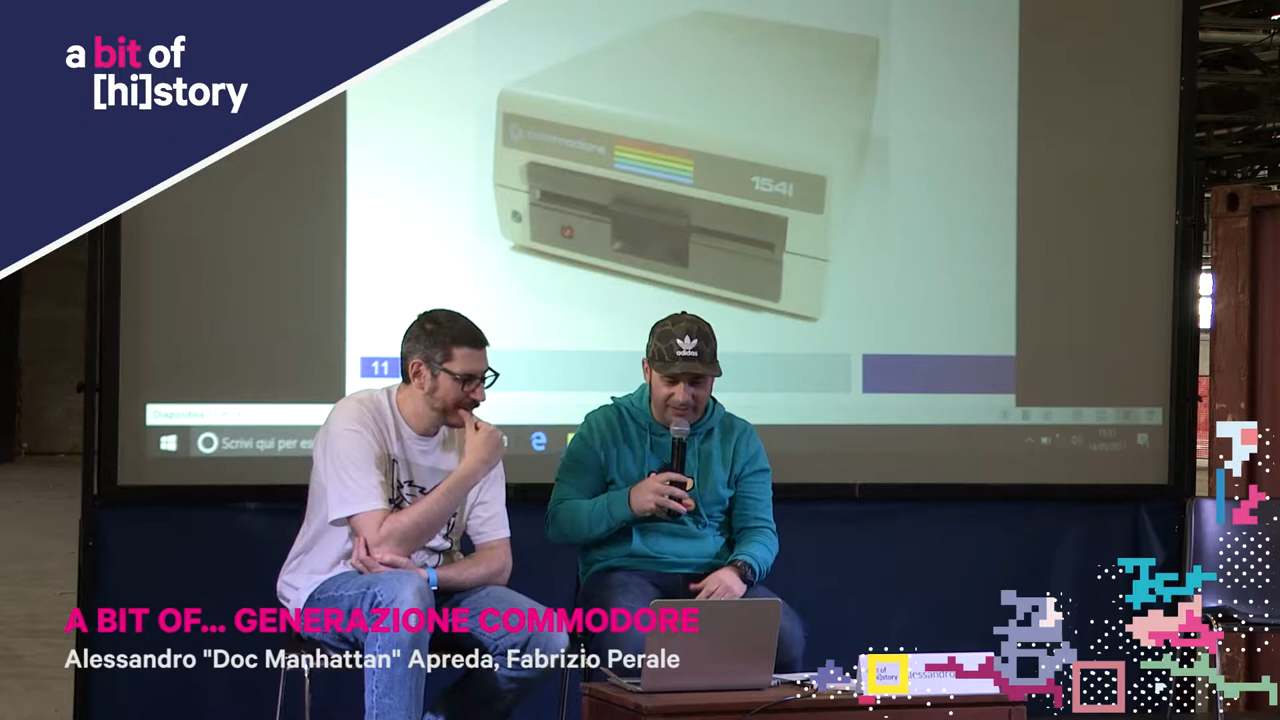 a bit of
[hi]story
commodore
1541
11
adidas
Scrivi qui per es
A BIT OF... GENERAZIONE COMMODORE
Alessandro "Doc Manhattan" Apreda, Fabrizio Perale